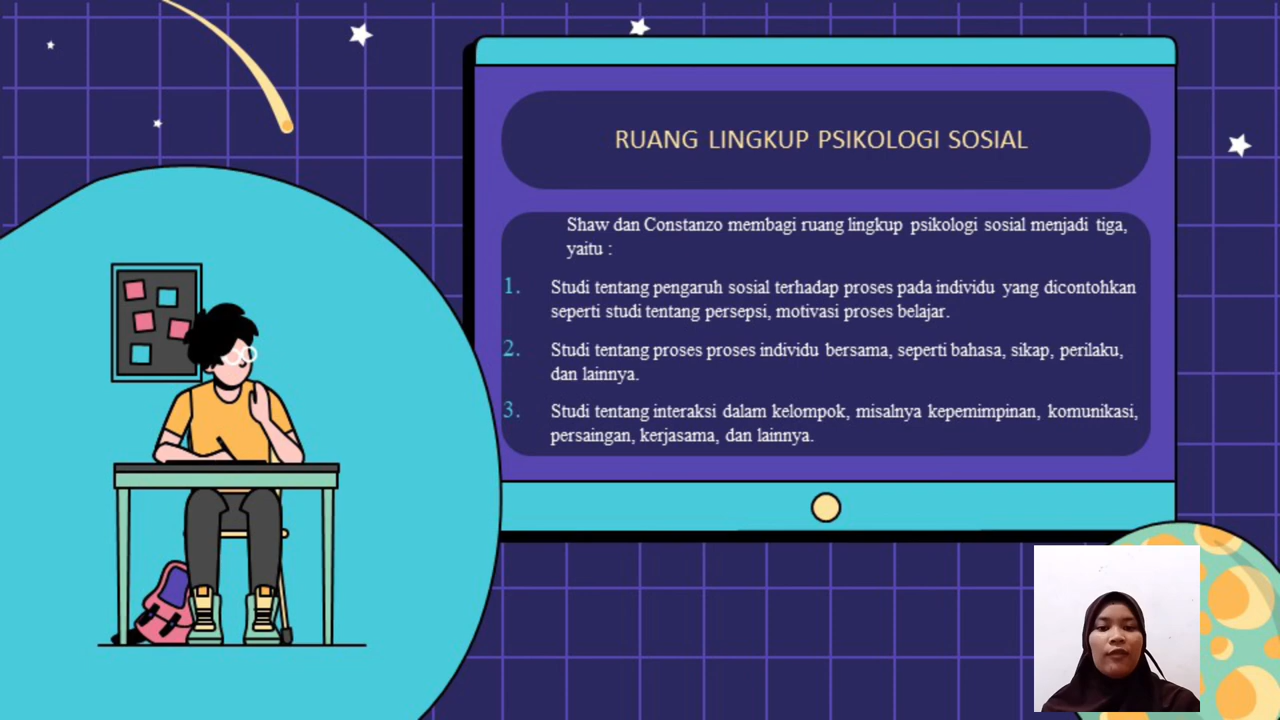 RUANG LINGKUP PSIKOLOGI SOSIAL
Shaw dan Constanzo membagi ruang lingkup psikologi sosial menjadi tiga,
yaitu :
1. Studi tentang pengaruh sosial terhadap proses pada individu yang dicontohkan
seperti studi tentang persepsi, motivasi proses belajar.
2. Studi tentang proses proses individu bersama, seperti bahasa, sikap, perilaku,
dan lainnya.
3. Studi tentang interaksi dalam kelompok, misalnya kepemimpinan, komunikasi,
persaingan, kerjasama, dan lainnya.